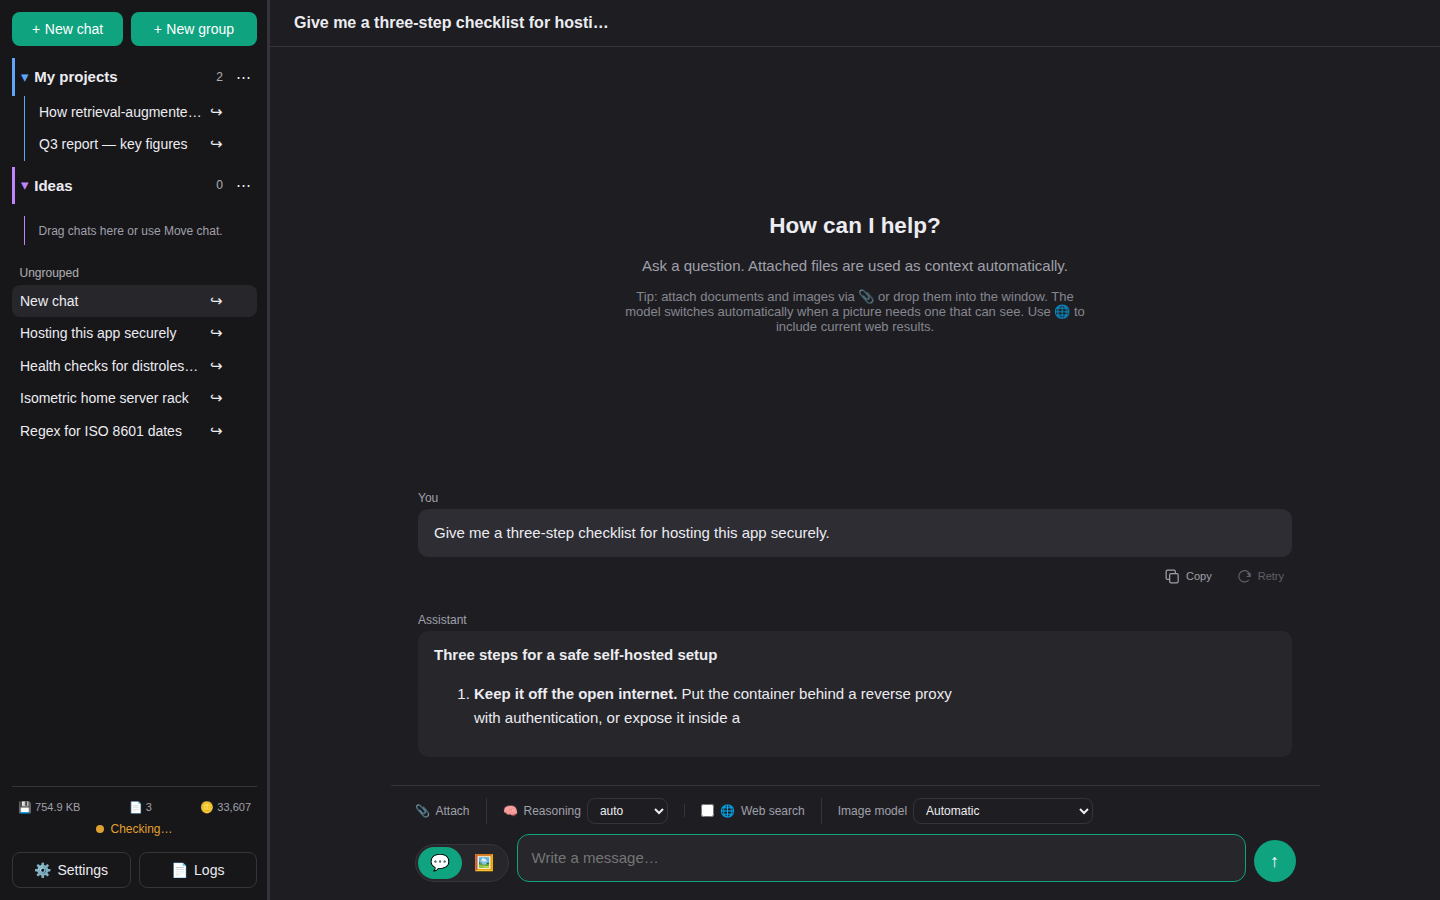 + New chat
+ New group
▼ My projects 2 ⋯
How retrieval-augmente… ↪
Q3 report — key figures ↪
▼ Ideas 0 ⋯
Drag chats here or use Move chat.
Ungrouped
New chat ↪
Hosting this app securely ↪
Health checks for distroles… ↪
Isometric home server rack ↪
Regex for ISO 8601 dates ↪
💾 754.9 KB 📄 3 🪙 33,607
Checking…
⚙️ Settings
📄 Logs
Give me a three-step checklist for hosti…
How can I help?
Ask a question. Attached files are used as context automatically.
Tip: attach documents and images via 📎 or drop them into the window. The
model switches automatically when a picture needs one that can see. Use 🌐 to
include current web results.
You
Give me a three-step checklist for hosting this app securely.
Copy
Retry
Assistant
Three steps for a safe self-hosted setup
1. Keep it off the open internet. Put the container behind a reverse proxy
with authentication, or expose it inside a
📎 Attach 🧠 Reasoning auto 🌐 Web search Image model Automatic
💬 🖼️ Write a message… ↑